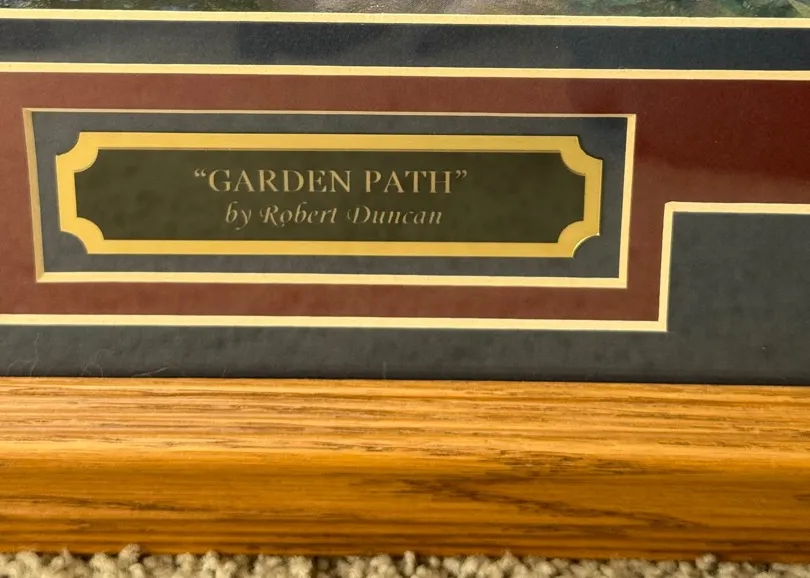 “GARDEN PATH”
by Robert Duncan